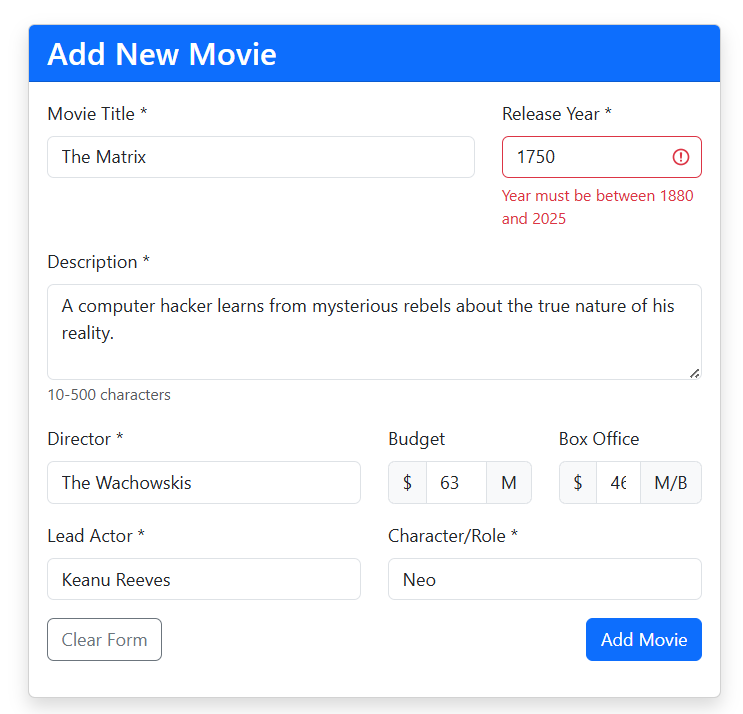 Add New Movie
Movie Title *
Release Year *
The Matrix
1750
Year must be between 1880
and 2025
Description *
A computer hacker learns from mysterious rebels about the true nature of his
reality.
10-500 characters
Director *
Budget
Box Office
The Wachowskis
$ 63 M
$ M/B
Lead Actor *
Character/Role *
Keanu Reeves
Neo
Clear Form
Add Movie